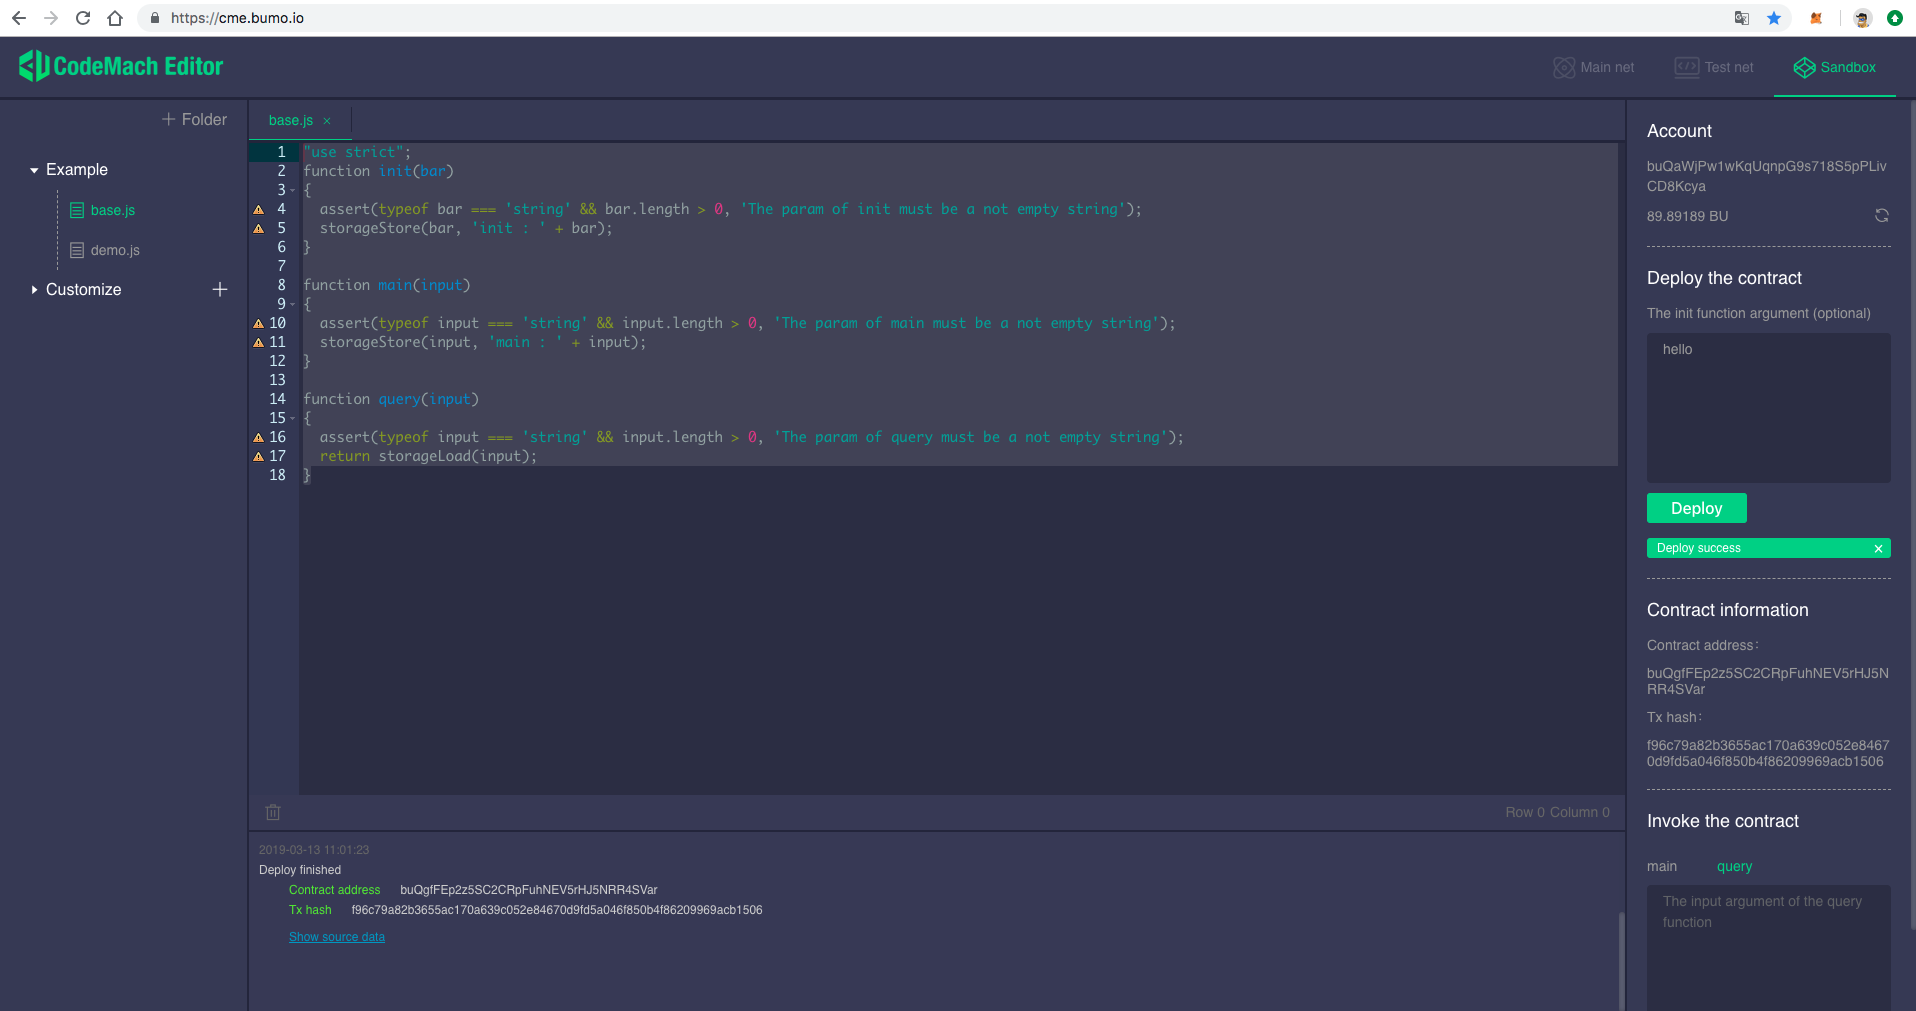 https://cme.bumo.io
CodeMach Editor
Main net
Test net
Sandbox
+ Folder
Example
base.js
demo.js
Customize +
base.js ×
1 "use strict";
2 function init(bar)
3 {
4 assert(typeof bar === 'string' && bar.length > 0, 'The param of init must be a not empty string');
5 storageStore(bar, 'init : ' + bar);
6 }
7
8 function main(input)
9 {
10 assert(typeof input === 'string' && input.length > 0, 'The param of main must be a not empty string');
11 storageStore(input, 'main : ' + input);
12 }
13
14 function query(input)
15 {
16 assert(typeof input === 'string' && input.length > 0, 'The param of query must be a not empty string');
17 return storageLoad(input);
18 }
Row 0 Column 0
2019-03-13 11:01:23
Deploy finished
Contract address buQgfFEp2z5SC2CRpFuhNEV5rHJ5NRR4SVar
Tx hash f96c79a82b3655ac170a639c052e84670d9fd5a046f850b4f86209969acb1506
Show source data
Account
buQaWjPw1wKqUqnpG9s718S5pPLiv
CD8Kcya
89.89189 BU
Deploy the contract
The init function argument (optional)
hello
Deploy
Deploy success ×
Contract information
Contract address:
buQgfFEp2z5SC2CRpFuhNEV5rHJ5N
RR4SVar
Tx hash:
f96c79a82b3655ac170a639c052e8467
0d9fd5a046f850b4f86209969acb1506
Invoke the contract
main query
The input argument of the query
function